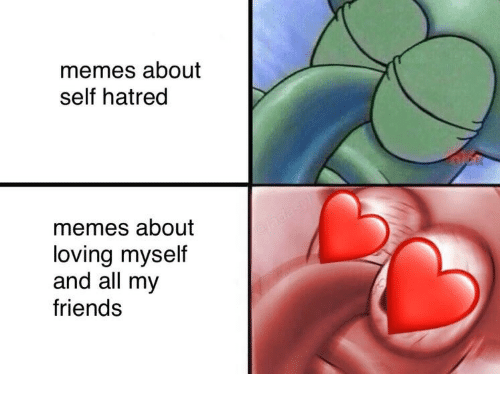 memes about
self hatred
memes about
loving myself
and all my
friends